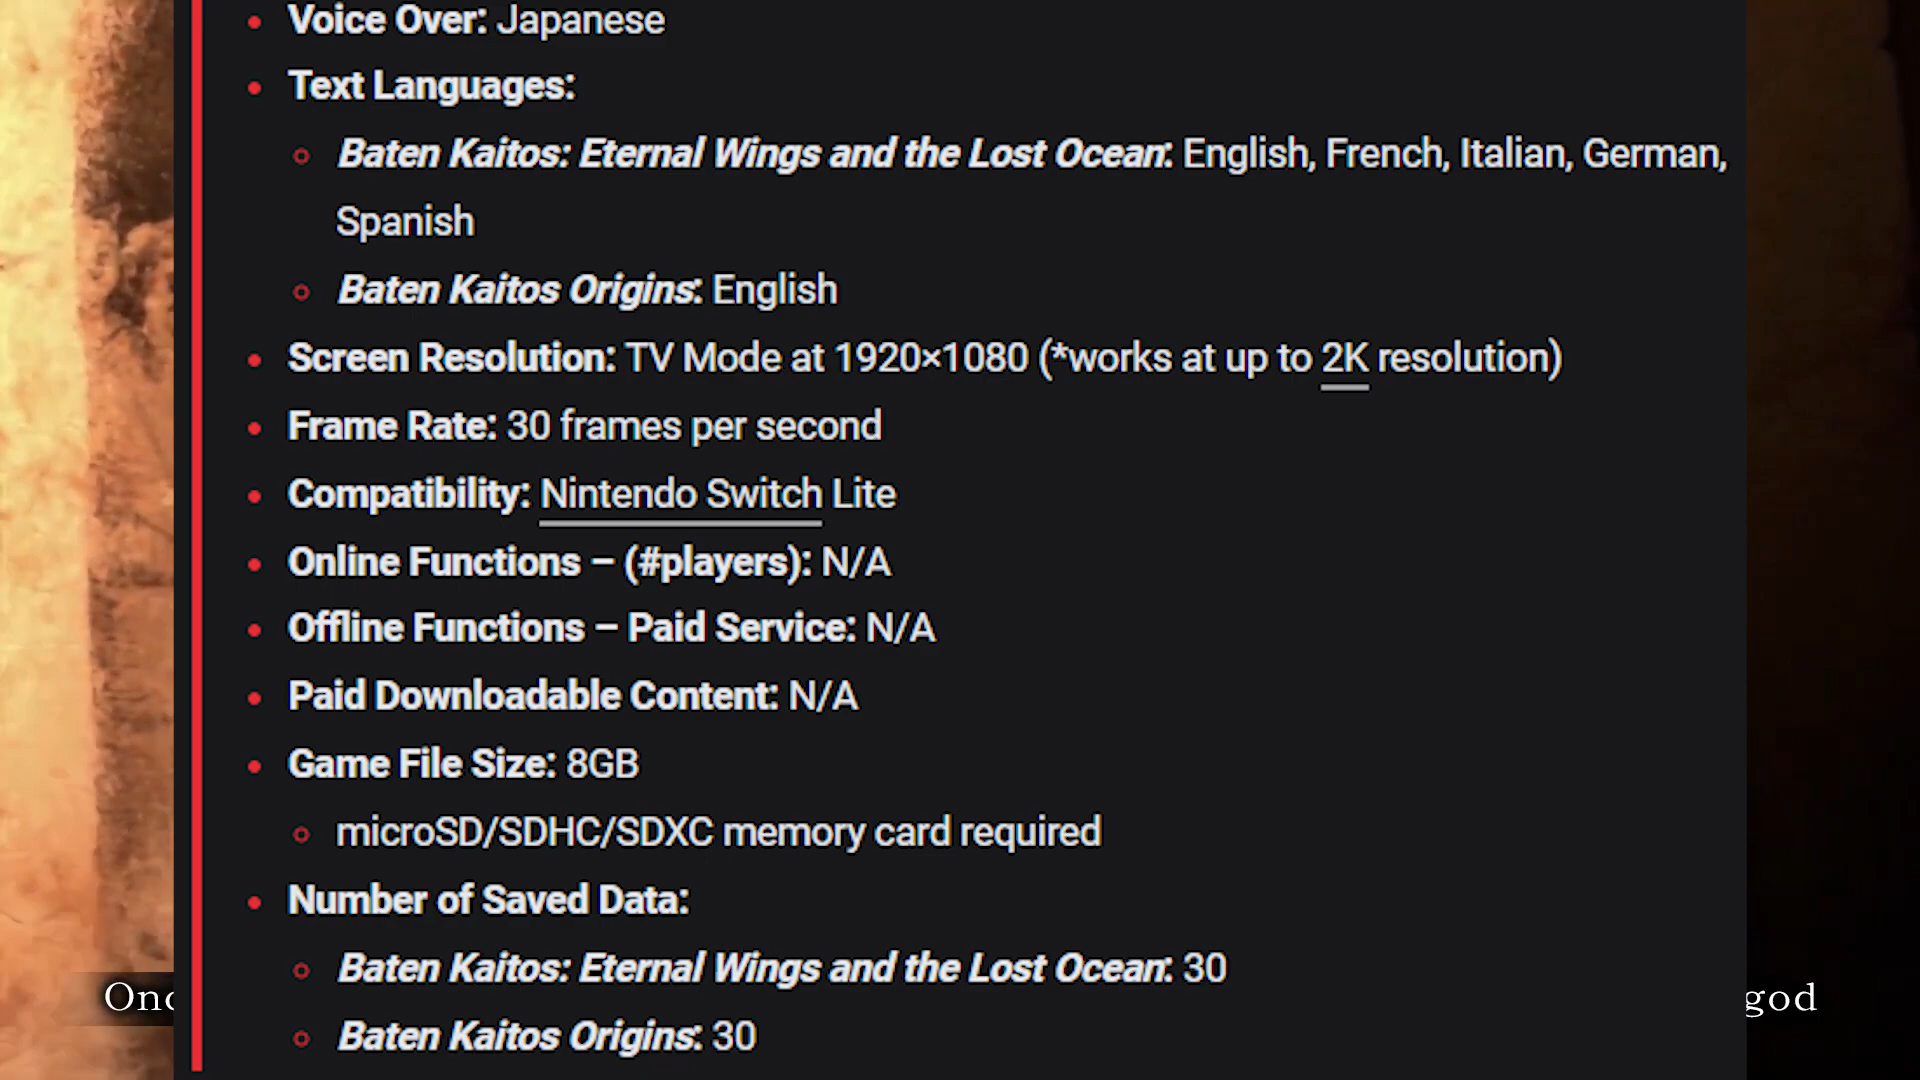 Voice Over: Japanese
Text Languages:
Baten Kaitos: Eternal Wings and the Lost Ocean: English, French, Italian, German,
Spanish
Baten Kaitos Origins: English
Screen Resolution: TV Mode at 1920×1080 (*works at up to 2K resolution)
Frame Rate: 30 frames per second
Compatibility: Nintendo Switch Lite
Online Functions – (#players): N/A
Offline Functions – Paid Service: N/A
Paid Downloadable Content: N/A
Game File Size: 8GB
microSD/SDHC/SDXC memory card required
Number of Saved Data:
Baten Kaitos: Eternal Wings and the Lost Ocean: 30
god
Baten Kaitos Origins: 30